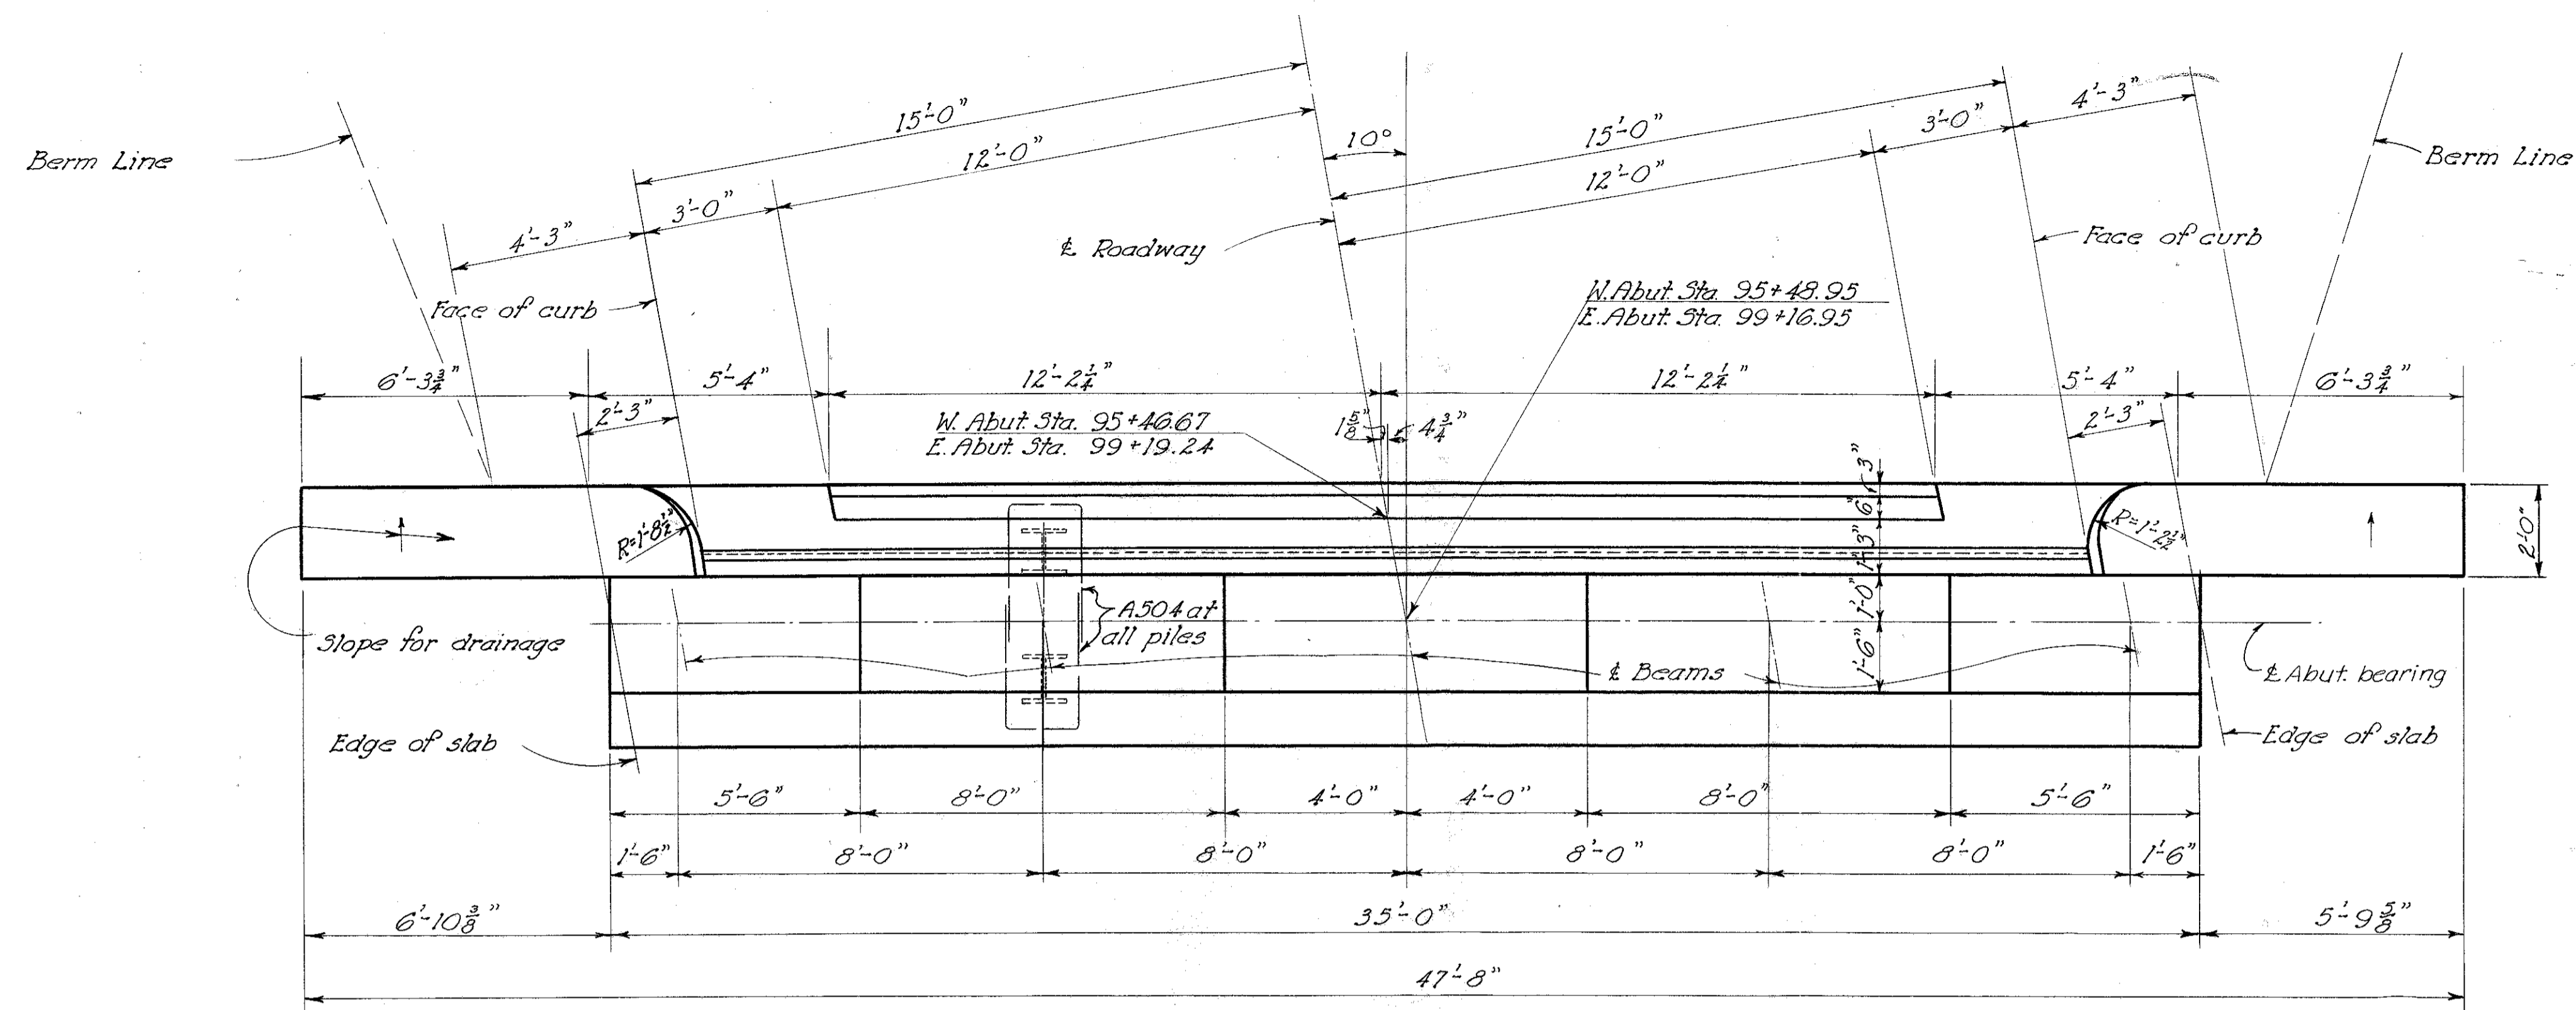 15'-0"
12'-0"
3'-0"
4'-3"
10°
15'-0"
12'-0"
3'-0"
4'-3"
Berm Line
Berm Line
℄ Roadway
Face of curb
Face of curb
W. Abut. Sta. 95+48.95
E. Abut. Sta. 99+16.95
6'-3¾"
5'-4"
12'-2¼"
12'-2¼"
5'-4"
6'-3¾"
2'-3"
2'-3"
W. Abut. Sta. 95+46.67
E. Abut. Sta. 99+19.24
1⅝"
4¾"
3"
6"
1'-3"
1'-0"
1'-6"
R=1'-8½"
R=1'-2½"
2'-0"
A504 at
all piles
Slope for drainage
℄ Beams
℄ Abut. bearing
Edge of slab
Edge of slab
5'-6"
8'-0"
4'-0"
4'-0"
8'-0"
5'-6"
1'-6"
8'-0"
8'-0"
8'-0"
8'-0"
1'-6"
6'-10⅜"
35'-0"
5'-9⅝"
47'-8"